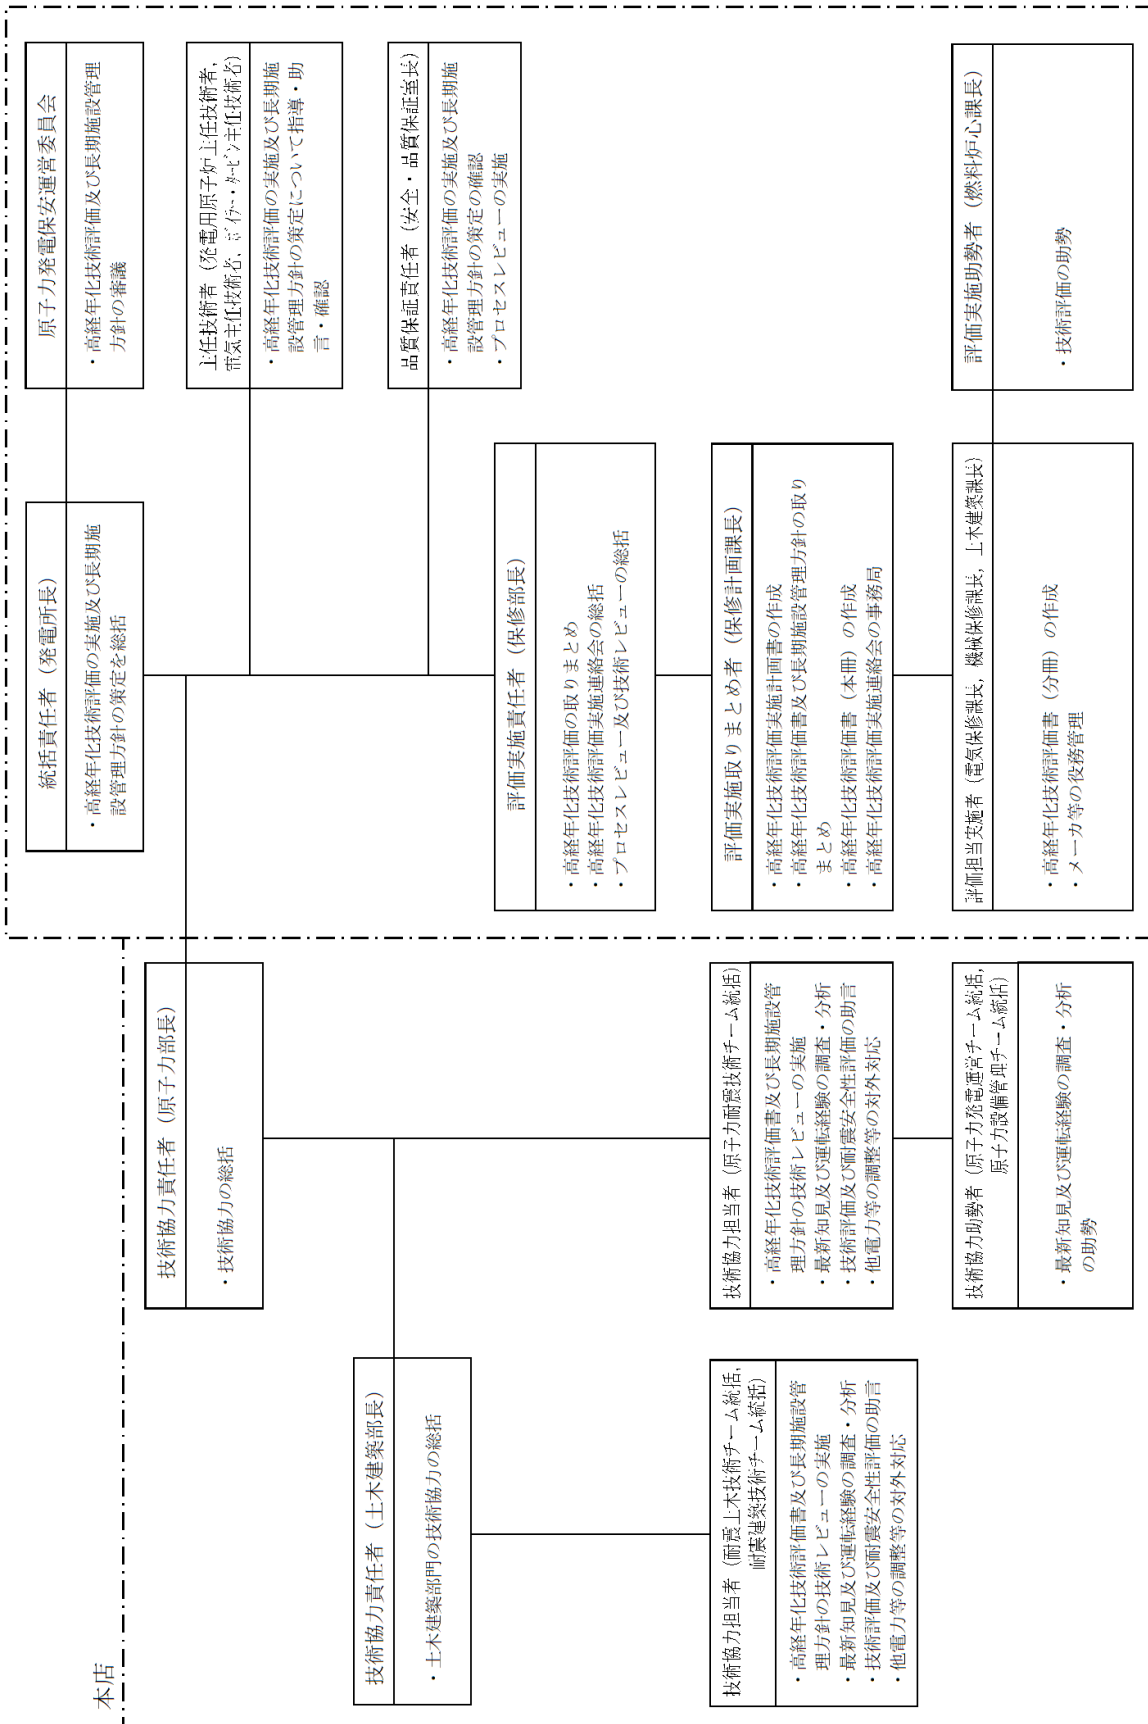 本店
技術協力責任者（原子力部長）
・技術協力の総括
技術協力責任者（土木建築部長）
・土木建築部門の技術協力の総括
技術協力担当者（耐震土木技術チーム統括，
耐震建築技術チーム統括）
・高経年化技術評価書及び長期施設管
理方針の技術レビューの実施
・最新知見及び運転経験の調査・分析
・技術評価及び耐震安全性評価の助言
・他電力等の調整等の対外対応
技術協力担当者（原子力耐震技術チーム統括）
・高経年化技術評価書及び長期施設管
理方針の技術レビューの実施
・最新知見及び運転経験の調査・分析
・技術評価及び耐震安全性評価の助言
・他電力等の調整等の対外対応
技術協力助勢者（原子力発電運営チーム統括，
原子力設備管理チーム統括）
・最新知見及び運転経験の調査・分析
の助勢
統括責任者（発電所長）
・高経年化技術評価の実施及び長期施
設管理方針の策定を総括
原子力発電保安運営委員会
・高経年化技術評価及び長期施設管理
方針の審議
主任技術者（発電用原子炉主任技術者，
電気主任技術者，ﾎﾞｲﾗｰ・ﾀｰﾋﾞﾝ主任技術者）
・高経年化技術評価の実施及び長期施
設管理方針の策定について指導・助
言・確認
品質保証責任者（安全・品質保証室長）
・高経年化技術評価の実施及び長期施
設管理方針の策定の確認
・プロセスレビューの実施
評価実施責任者（保修部長）
・高経年化技術評価の取りまとめ
・高経年化技術評価実施連絡会の総括
・プロセスレビュー及び技術レビューの総括
評価実施取りまとめ者（保修計画課長）
・高経年化技術評価実施計画書の作成
・高経年化技術評価書及び長期施設管理方針の取り
まとめ
・高経年化技術評価書（本冊）の作成
・高経年化技術評価実施連絡会の事務局
評価担当実施者（電気保修課長，機械保修課長，土木建築課長）
・高経年化技術評価書（分冊）の作成
・メーカ等の役務管理
評価実施助勢者（燃料炉心課長）
・技術評価の助勢